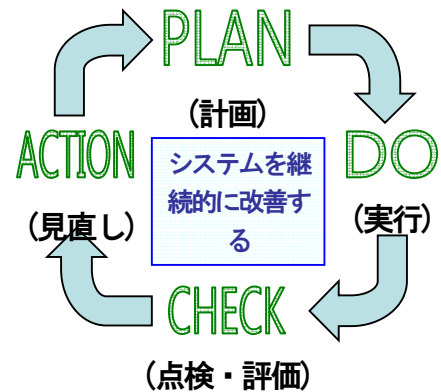 PLAN
(計画)
ACTION
(見直し)
システムを継
続的に改善す
る
DO
(実行)
CHECK
(点検・評価)